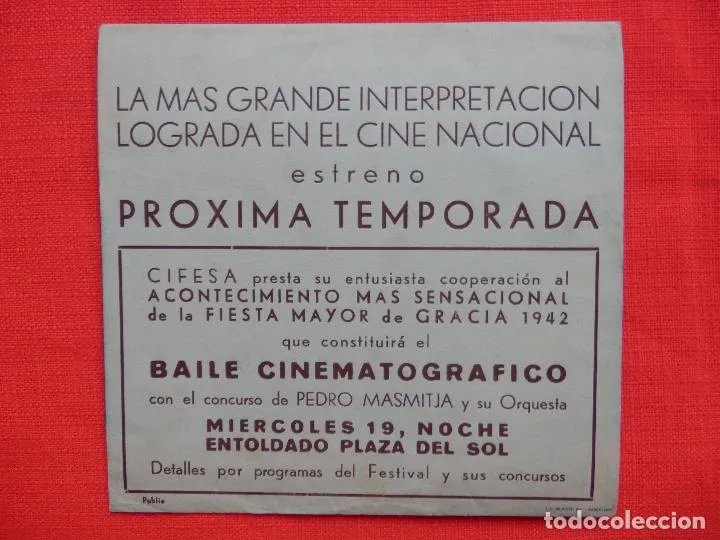 LA MAS GRANDE INTERPRETACION
LOGRADA EN EL CINE NACIONAL
estreno
PROXIMA TEMPORADA
CIFESA presta su entusiasta cooperación al
ACONTECIMIENTO MAS SENSACIONAL
de la FIESTA MAYOR de GRACIA 1942
que constituirá el
BAILE CINEMATOGRAFICO
con el concurso de PEDRO MASMITJA y su Orquesta
MIERCOLES 19, NOCHE
ENTOLDADO PLAZA DEL SOL
Detalles por programas del Festival y sus concursos
Publio
todocoleccion.net